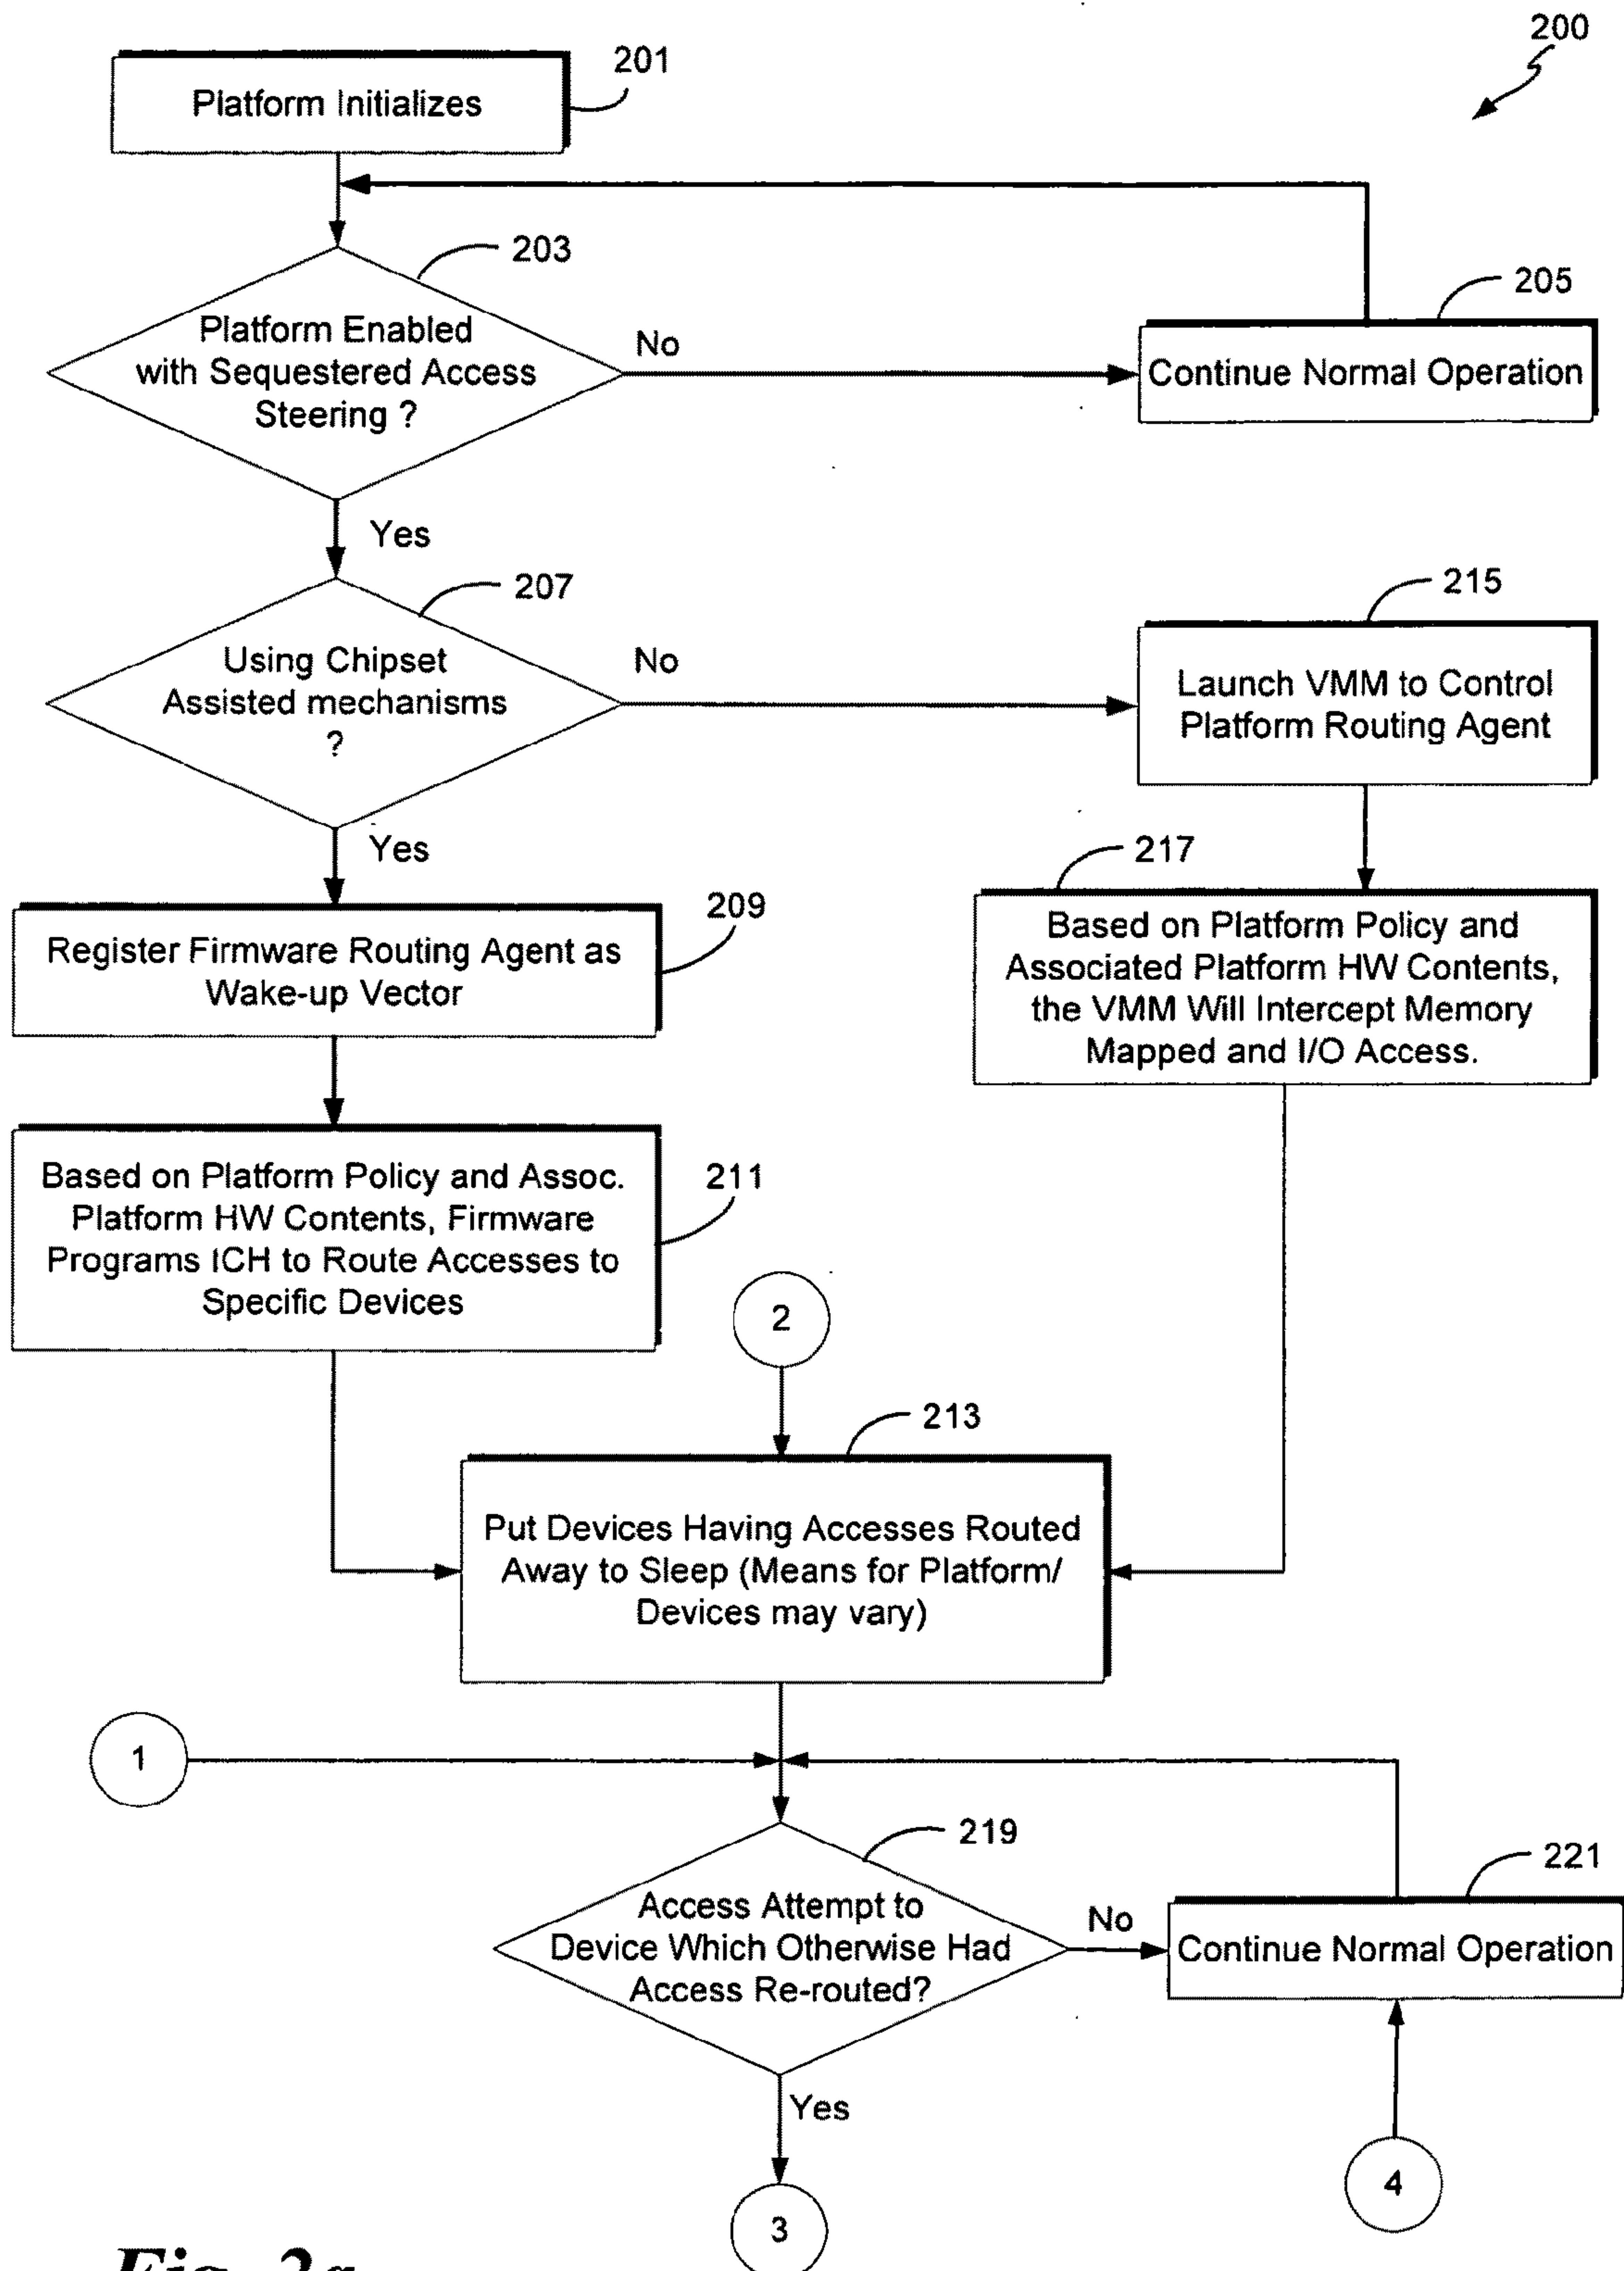 200
201
Platform Initializes
203
Platform Enabled
with Sequestered Access
Steering ?
No
205
Continue Normal Operation
Yes
207
Using Chipset
Assisted mechanisms
?
No
215
Launch VMM to Control
Platform Routing Agent
Yes
209
Register Firmware Routing Agent as
Wake-up Vector
217
Based on Platform Policy and
Associated Platform HW Contents,
the VMM Will Intercept Memory
Mapped and I/O Access.
211
Based on Platform Policy and Assoc.
Platform HW Contents, Firmware
Programs ICH to Route Accesses to
Specific Devices
2
213
Put Devices Having Accesses Routed
Away to Sleep (Means for Platform/
Devices may vary)
1
219
Access Attempt to
Device Which Otherwise Had
Access Re-routed?
No
221
Continue Normal Operation
Yes
3
4
Fig. 2a